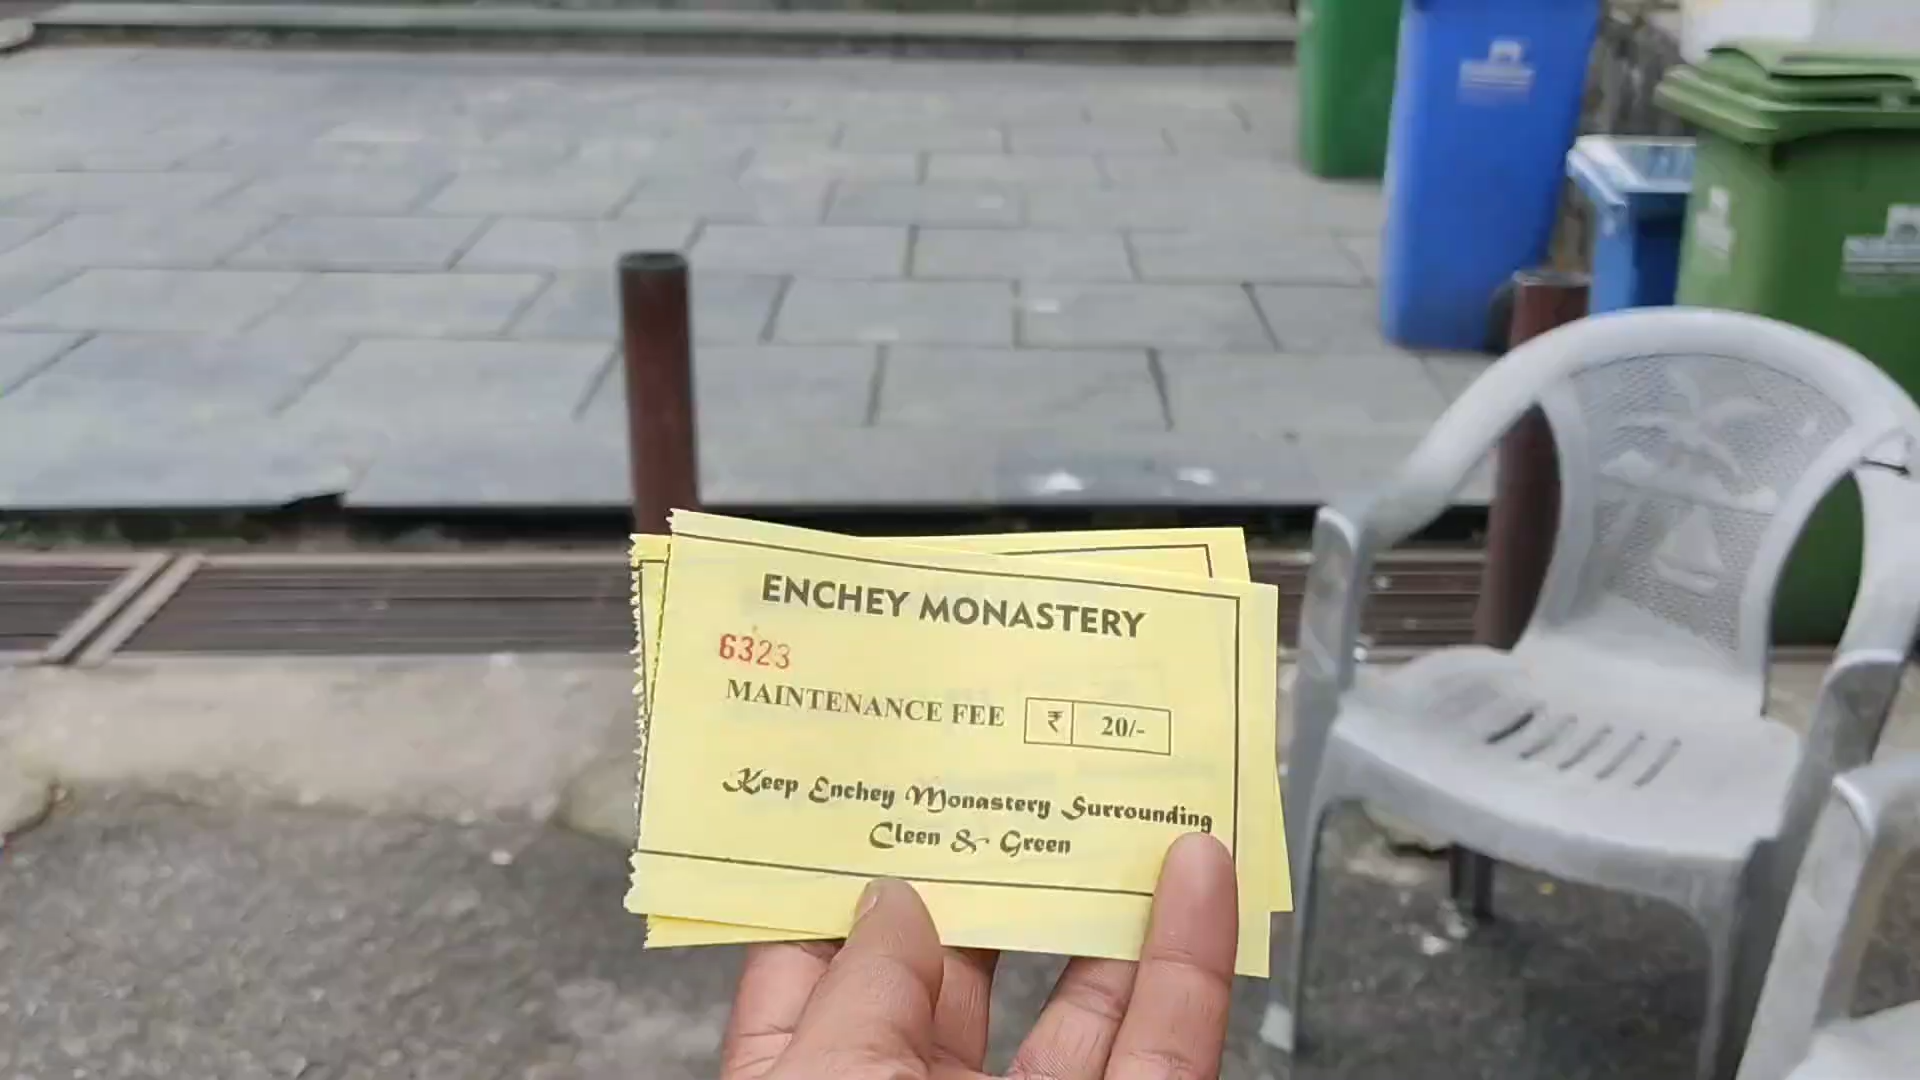 ENCHEY MONASTERY
6323
MAINTENANCE FEE ₹ 20/-
Keep Enchey Monastery Surrounding
Cleen & Green